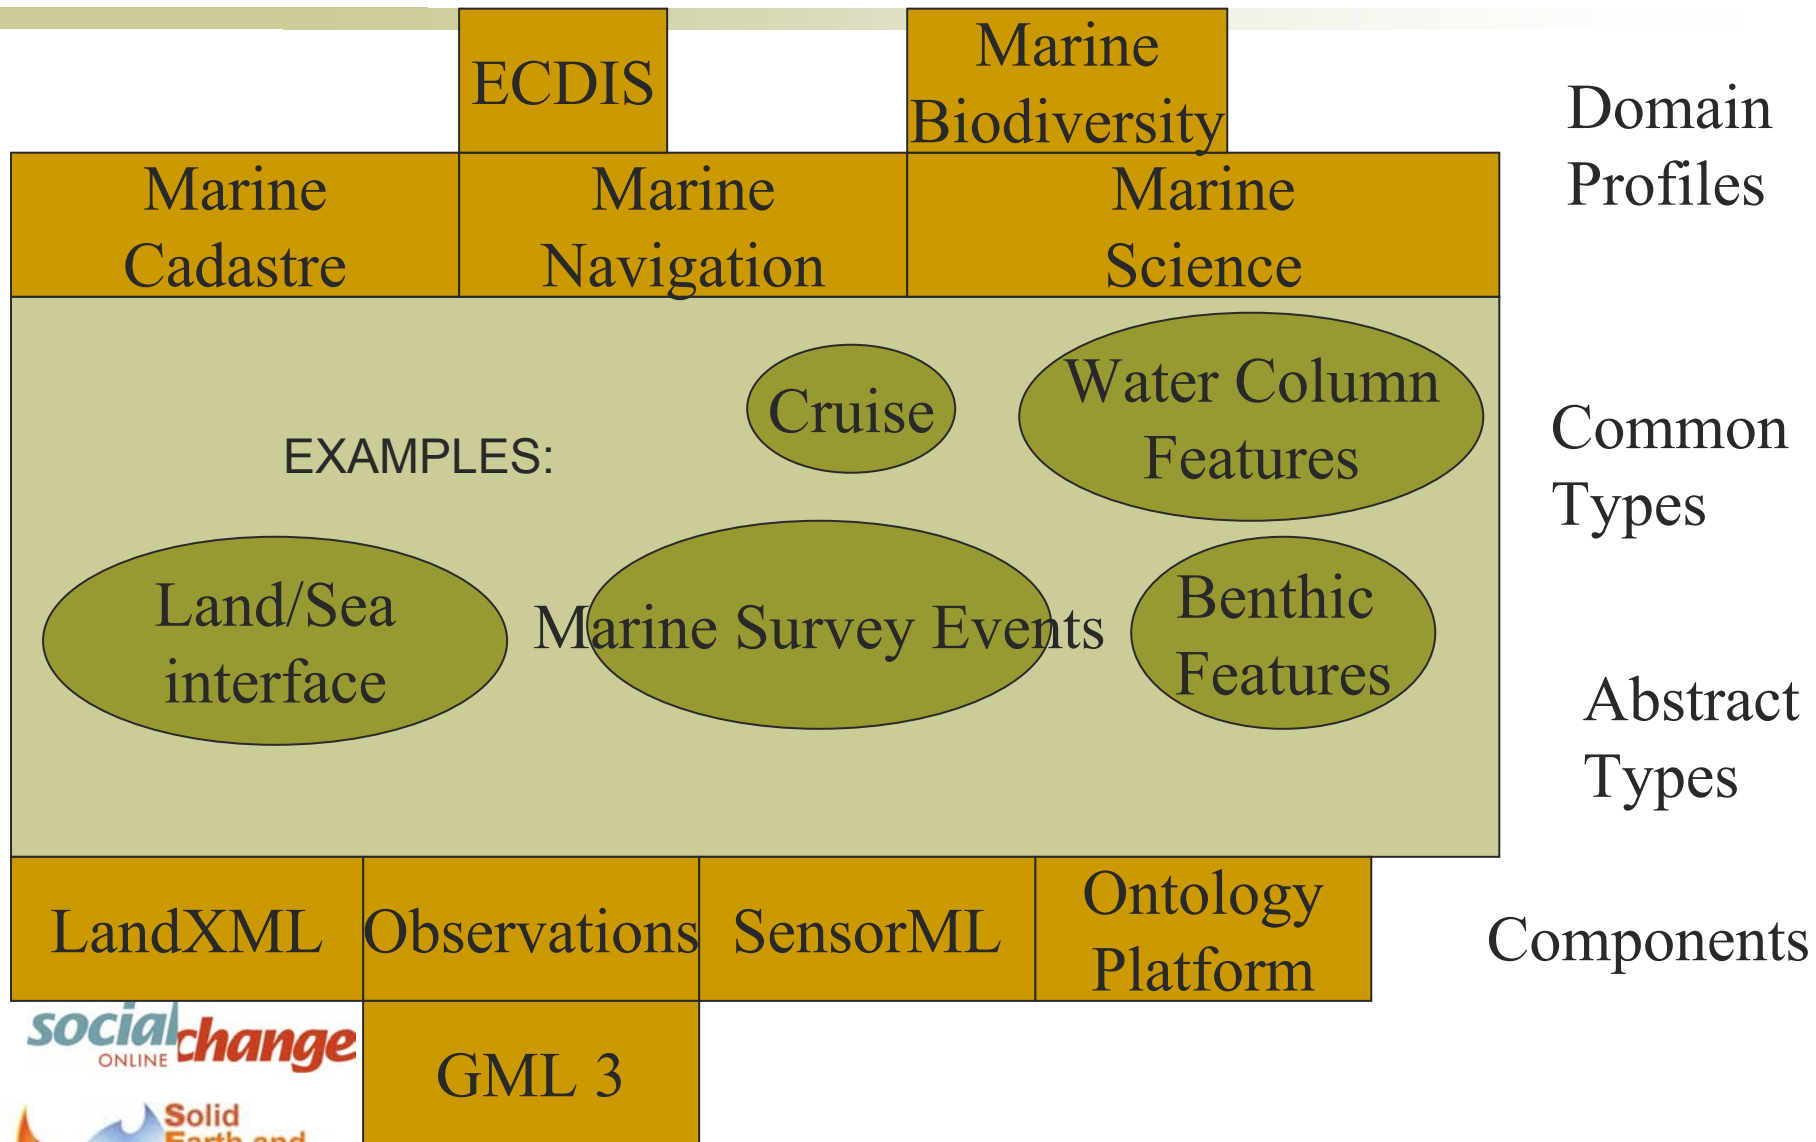 ECDIS
Marine
Biodiversity
Domain
Profiles
Marine
Cadastre
Marine
Navigation
Marine
Science
EXAMPLES:
Cruise
Water Column
Features
Common
Types
Land/Sea
interface
Marine Survey Events
Benthic
Features
Abstract
Types
LandXML
Observations
SensorML
Ontology
Platform
Components
GML 3
social change
ONLINE
Solid
Earth and